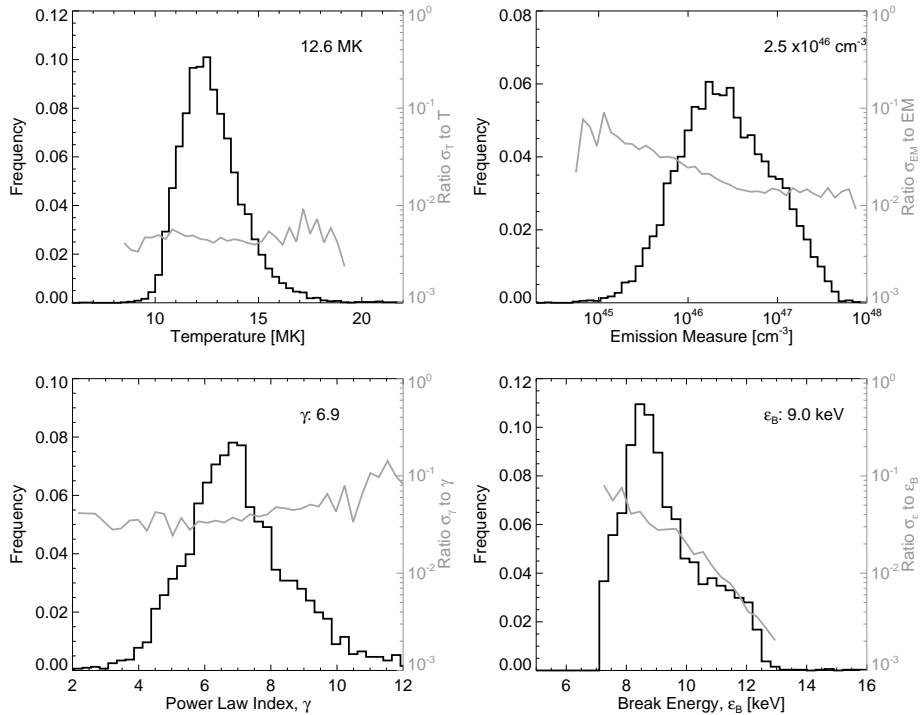 0.12
0.10
0.08
0.06
0.04
0.02
0.00
Frequency
12.6 MK
10⁰
10⁻¹
10⁻²
10⁻³
Ratio σ_T to T
10 15 20
Temperature [MK]
0.08
0.06
0.04
0.02
0.00
Frequency
2.5 x10⁴⁶ cm⁻³
10⁰
10⁻¹
10⁻²
10⁻³
Ratio σ_EM to EM
10⁴⁵ 10⁴⁶ 10⁴⁷ 10⁴⁸
Emission Measure [cm⁻³]
0.10
0.08
0.06
0.04
0.02
0.00
Frequency
γ: 6.9
10⁰
10⁻¹
10⁻²
10⁻³
Ratio σ_γ to γ
2 4 6 8 10 12
Power Law Index, γ
0.12
0.10
0.08
0.06
0.04
0.02
0.00
Frequency
ε_B: 9.0 keV
10⁰
10⁻¹
10⁻²
10⁻³
Ratio σ_ε to ε_B
6 8 10 12 14 16
Break Energy, ε_B [keV]